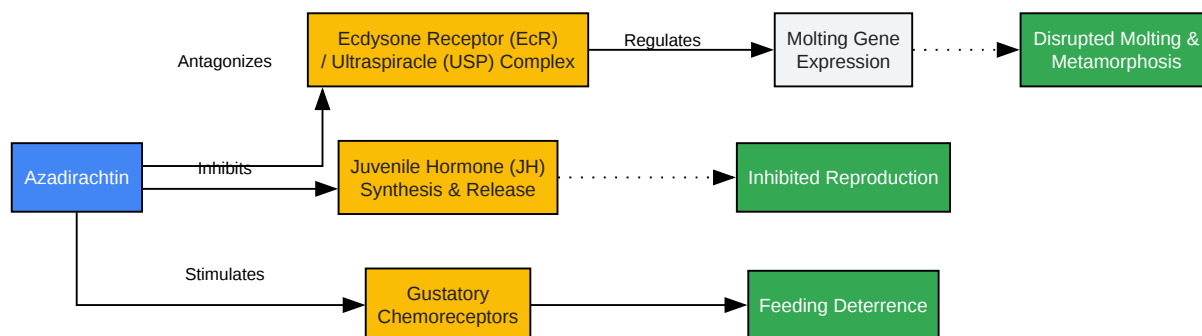 Ecdysone Receptor (EcR)
/ Ultraspiracle (USP) Complex
Regulates
Molting Gene
Expression
Disrupted Molting &
Metamorphosis
Antagonizes
Azadirachtin
Inhibits
Juvenile Hormone (JH)
Synthesis & Release
Inhibited Reproduction
Stimulates
Gustatory
Chemoreceptors
Feeding Deterrence